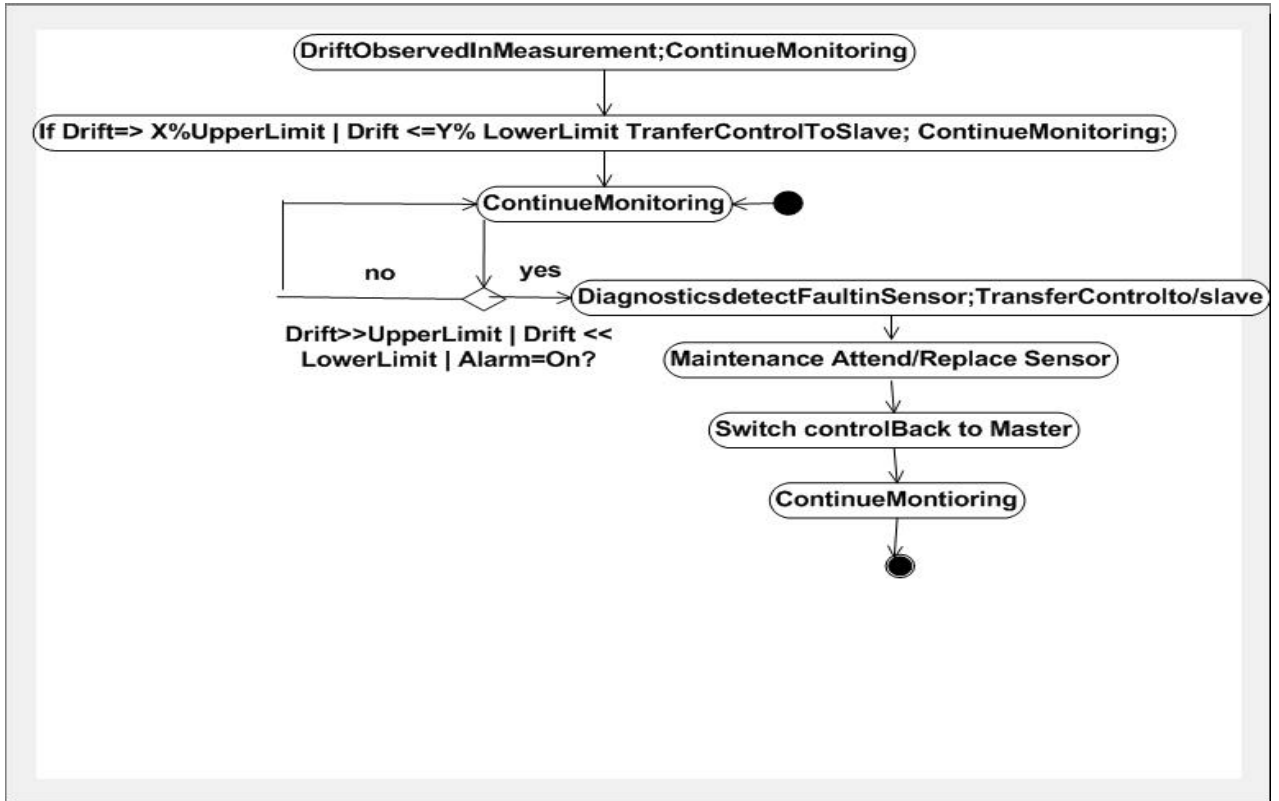 DriftObservedInMeasurement;ContinueMonitoring
If Drift=> X%UpperLimit | Drift <=Y% LowerLimit TranferControlToSlave; ContinueMonitoring;
ContinueMonitoring
no
yes
DiagnosticsdetectFaultinSensor;TransferControlto/slave
Drift>>UpperLimit | Drift <<
LowerLimit | Alarm=On?
Maintenance Attend/Replace Sensor
Switch controlBack to Master
ContinueMontioring